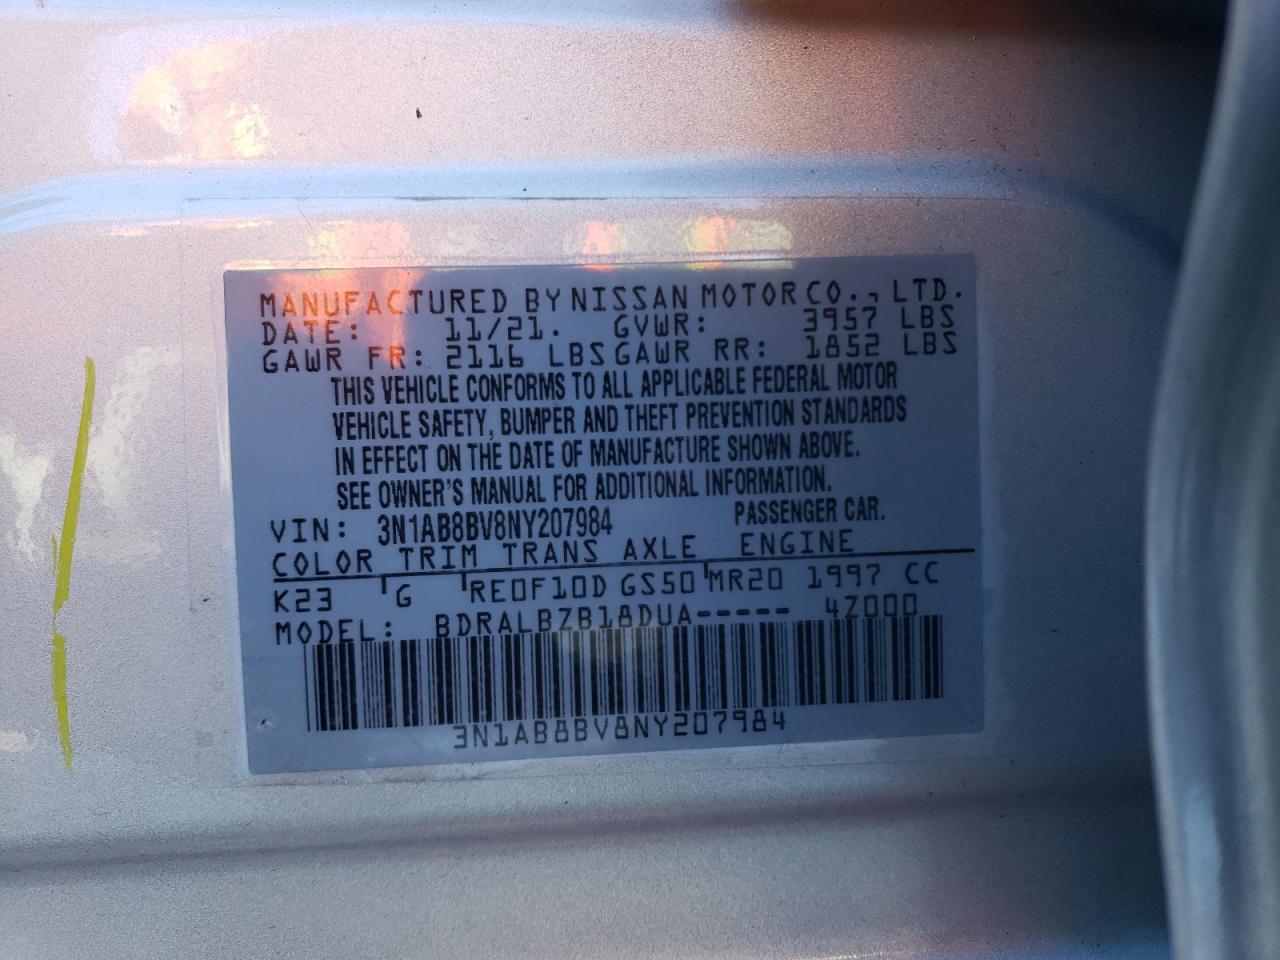 MANUFACTURED BY NISSAN MOTOR CO., LTD.
DATE: 11/21. GVWR: 3957 LBS
GAWR FR: 2116 LBS GAWR RR: 1852 LBS
THIS VEHICLE CONFORMS TO ALL APPLICABLE FEDERAL MOTOR
VEHICLE SAFETY, BUMPER AND THEFT PREVENTION STANDARDS
IN EFFECT ON THE DATE OF MANUFACTURE SHOWN ABOVE.
SEE OWNER'S MANUAL FOR ADDITIONAL INFORMATION.
VIN: 3N1AB8BV8NY207984 PASSENGER CAR.
COLOR TRIM TRANS AXLE ENGINE
K23 G RE0F10D GS50 MR20 1997 CC
MODEL: BDRALBZB18DUA----- 4Z000
3N1AB8BV8NY207984